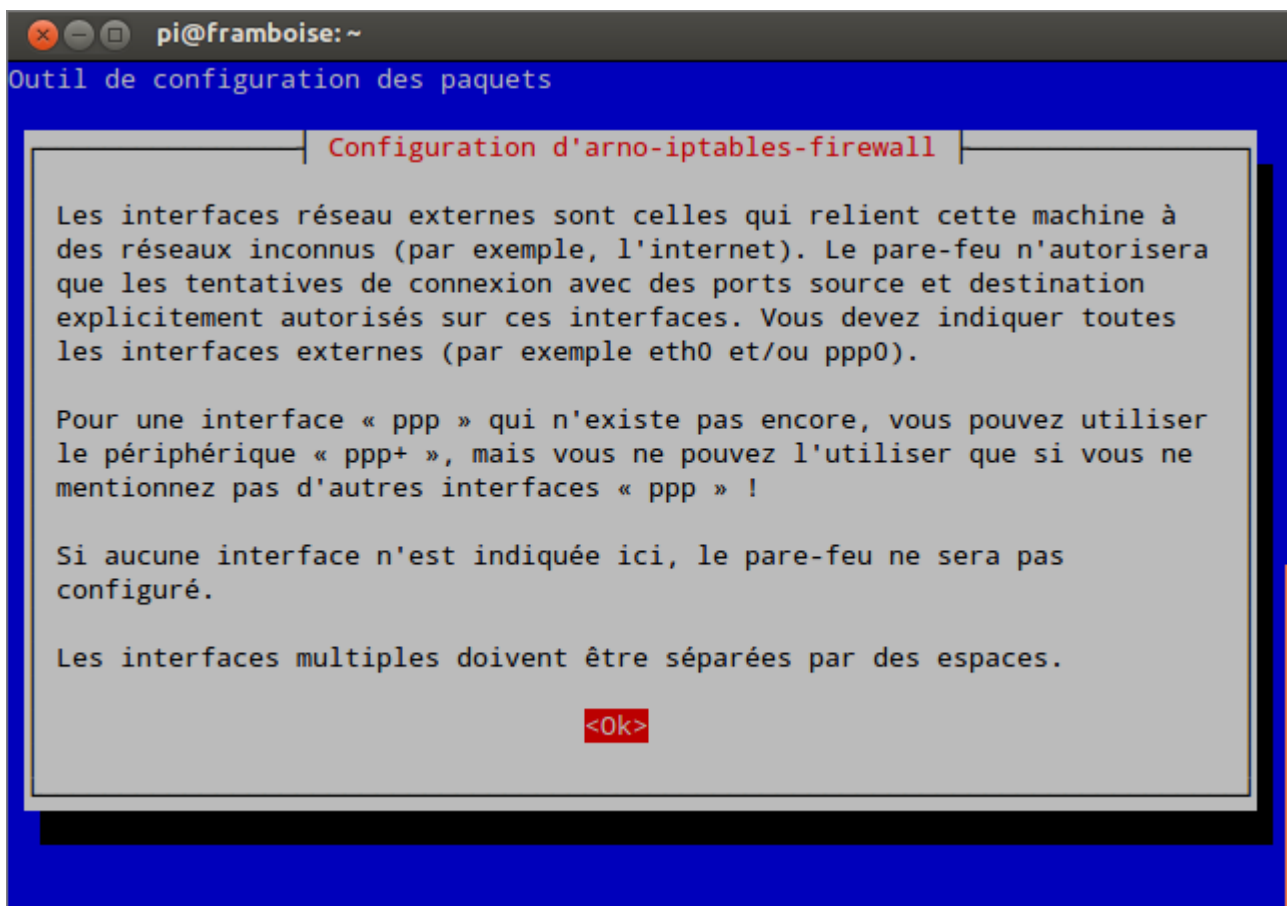 pi@framboise: ~
Outil de configuration des paquets
Configuration d'arno-iptables-firewall
Les interfaces réseau externes sont celles qui relient cette machine à
des réseaux inconnus (par exemple, l'internet). Le pare-feu n'autorisera
que les tentatives de connexion avec des ports source et destination
explicitement autorisés sur ces interfaces. Vous devez indiquer toutes
les interfaces externes (par exemple eth0 et/ou ppp0).
Pour une interface « ppp » qui n'existe pas encore, vous pouvez utiliser
le périphérique « ppp+ », mais vous ne pouvez l'utiliser que si vous ne
mentionnez pas d'autres interfaces « ppp » !
Si aucune interface n'est indiquée ici, le pare-feu ne sera pas
configuré.
Les interfaces multiples doivent être séparées par des espaces.
<Ok>